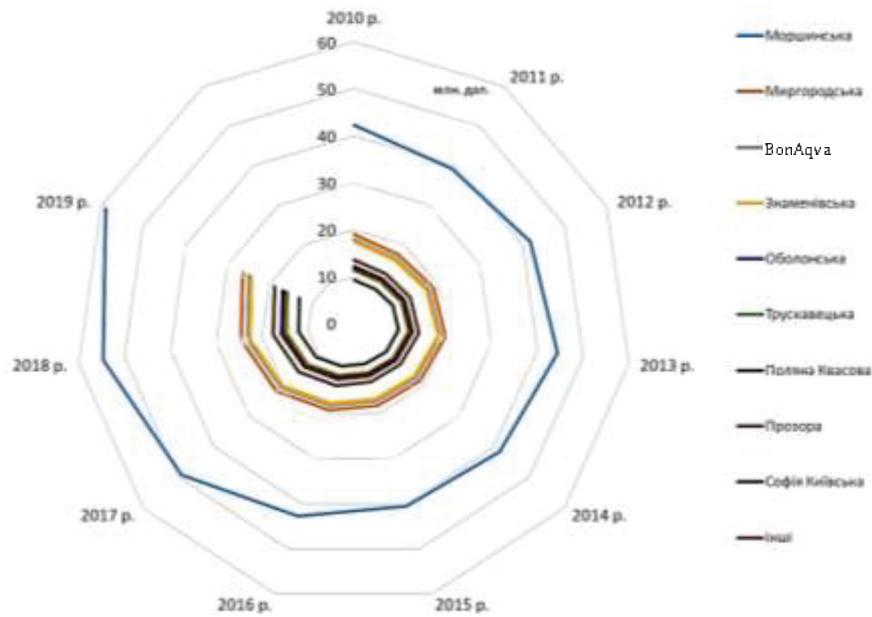 2010 р.
60
50
млн. дол.
2011 р.
40
30
20
10
0
2012 р.
2013 р.
2014 р.
2015 р.
2016 р.
2017 р.
2018 р.
2019 р.
Моршинська
Миргородська
BonAqva
Знаменівська
Оболонська
Трускавецька
Поляна Квасова
Прозора
Софія Київська
Інші